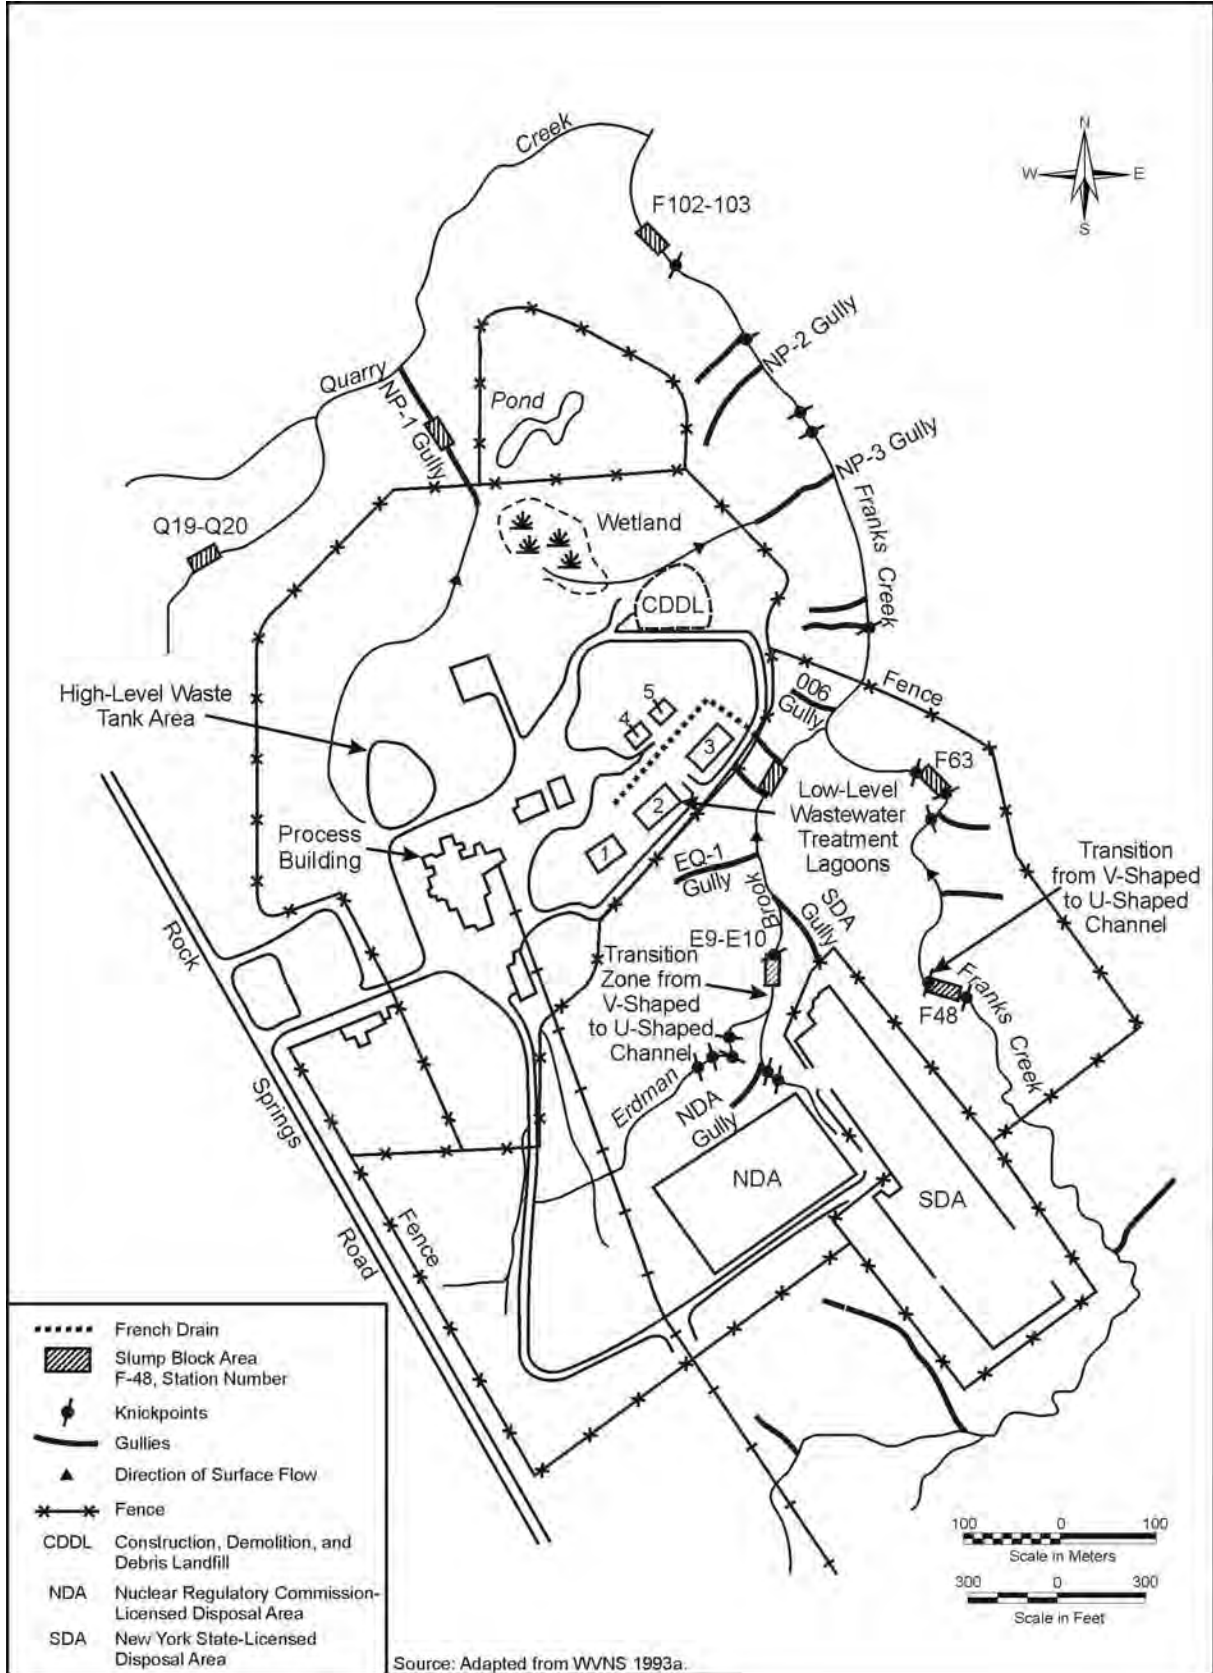 Creek
N
W
E
S
F102-103
NP-2 Gully
Quarry
NP-1 Gully
Pond
NP-3 Gully
Franks
Creek
Q19-Q20
Wetland
CDDL
High-Level Waste
Tank Area
006
Gully
Fence
5
4
3
2
1
F63
Low-Level
Wastewater
Treatment
Lagoons
Process
Building
EQ-1
Gully
Transition
from V-Shaped
to U-Shaped
Channel
Brook
SDA
Gully
Rock
E9-E10
Transition
Zone from
V-Shaped
to U-Shaped
Channel
Franks
F48
Creek
Springs
Erdman
NDA
Gully
NDA
SDA
Road
Fence
French Drain
Slump Block Area
F-48, Station Number
Knickpoints
Gullies
Direction of Surface Flow
Fence
CDDL Construction, Demolition, and
Debris Landfill
NDA Nuclear Regulatory Commission-
Licensed Disposal Area
SDA New York State-Licensed
Disposal Area
100 0 100
Scale in Meters
300 0 300
Scale in Feet
Source: Adapted from WVNS 1993a.